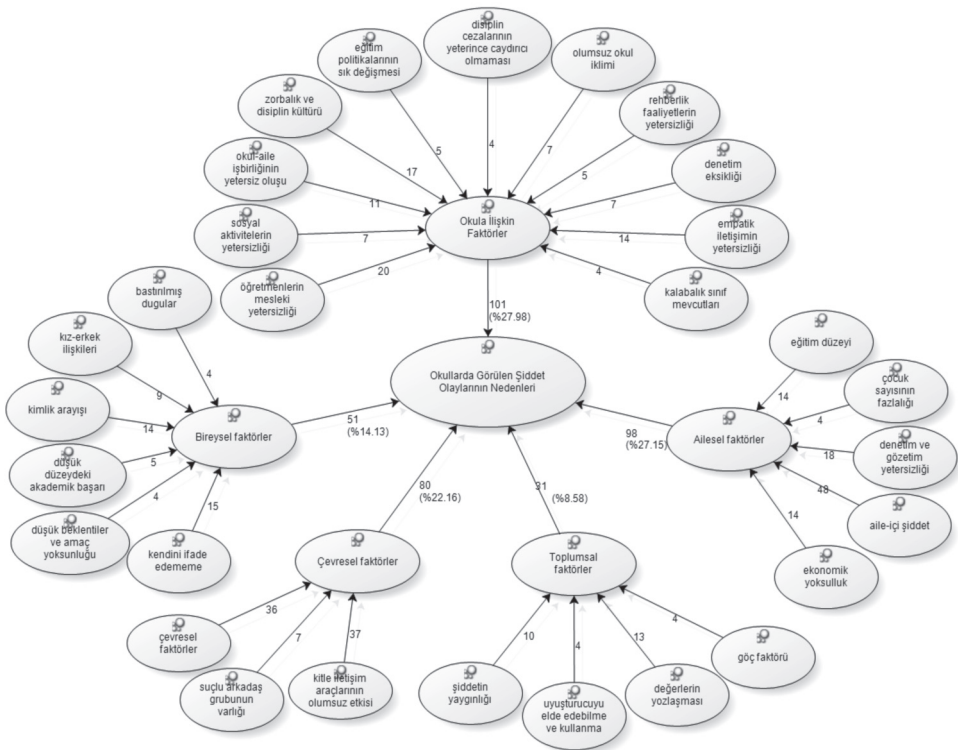 disiplin
cezalarının
yeterince caydırıcı
olmaması
eğitim
politikalarının
sık değişmesi
olumsuz okul
iklimi
zorbalık ve
disiplin kültürü
rehberlik
faaliyetlerin
yetersizliği
okul-aile
işbirliğinin
yetersiz oluşu
denetim
eksikliği
sosyal
aktivitelerin
yetersizliği
empatik
iletişimin
yetersizliği
öğretmenlerin
mesleki
yetersizliği
kalabalık sınıf
mevcutları
5
4
7
17
5
11
7
7
14
20
4
Okula İlişkin
Faktörler
101
(%27.98)
Okullarda Görülen Şiddet
Olaylarının Nedenleri
bastırılmış
dugular
kız-erkek
ilişkileri
kimlik arayışı
düşük
düzeydeki
akademik başarı
düşük beklentiler
ve amaç
yoksunluğu
kendini ifade
edememe
4
9
14
5
4
15
Bireysel faktörler
51
(%14.13)
eğitim düzeyi
çocuk
sayısının
fazlalığı
denetim ve
gözetim
yetersizliği
aile-içi şiddet
ekonomik
yoksulluk
14
4
18
48
14
Ailesel faktörler
98
(%27.15)
80
(%22.16)
Çevresel faktörler
36
7
37
çevresel
faktörler
suçlu arkadaş
grubunun
varlığı
kitle iletişim
araçlarının
olumsuz etkisi
31
(%8.58)
Toplumsal
faktörler
10
4
13
4
şiddetin
yaygınlığı
uyuşturucuyu
elde edebilme
ve kullanma
değerlerin
yozlaşması
göç faktörü